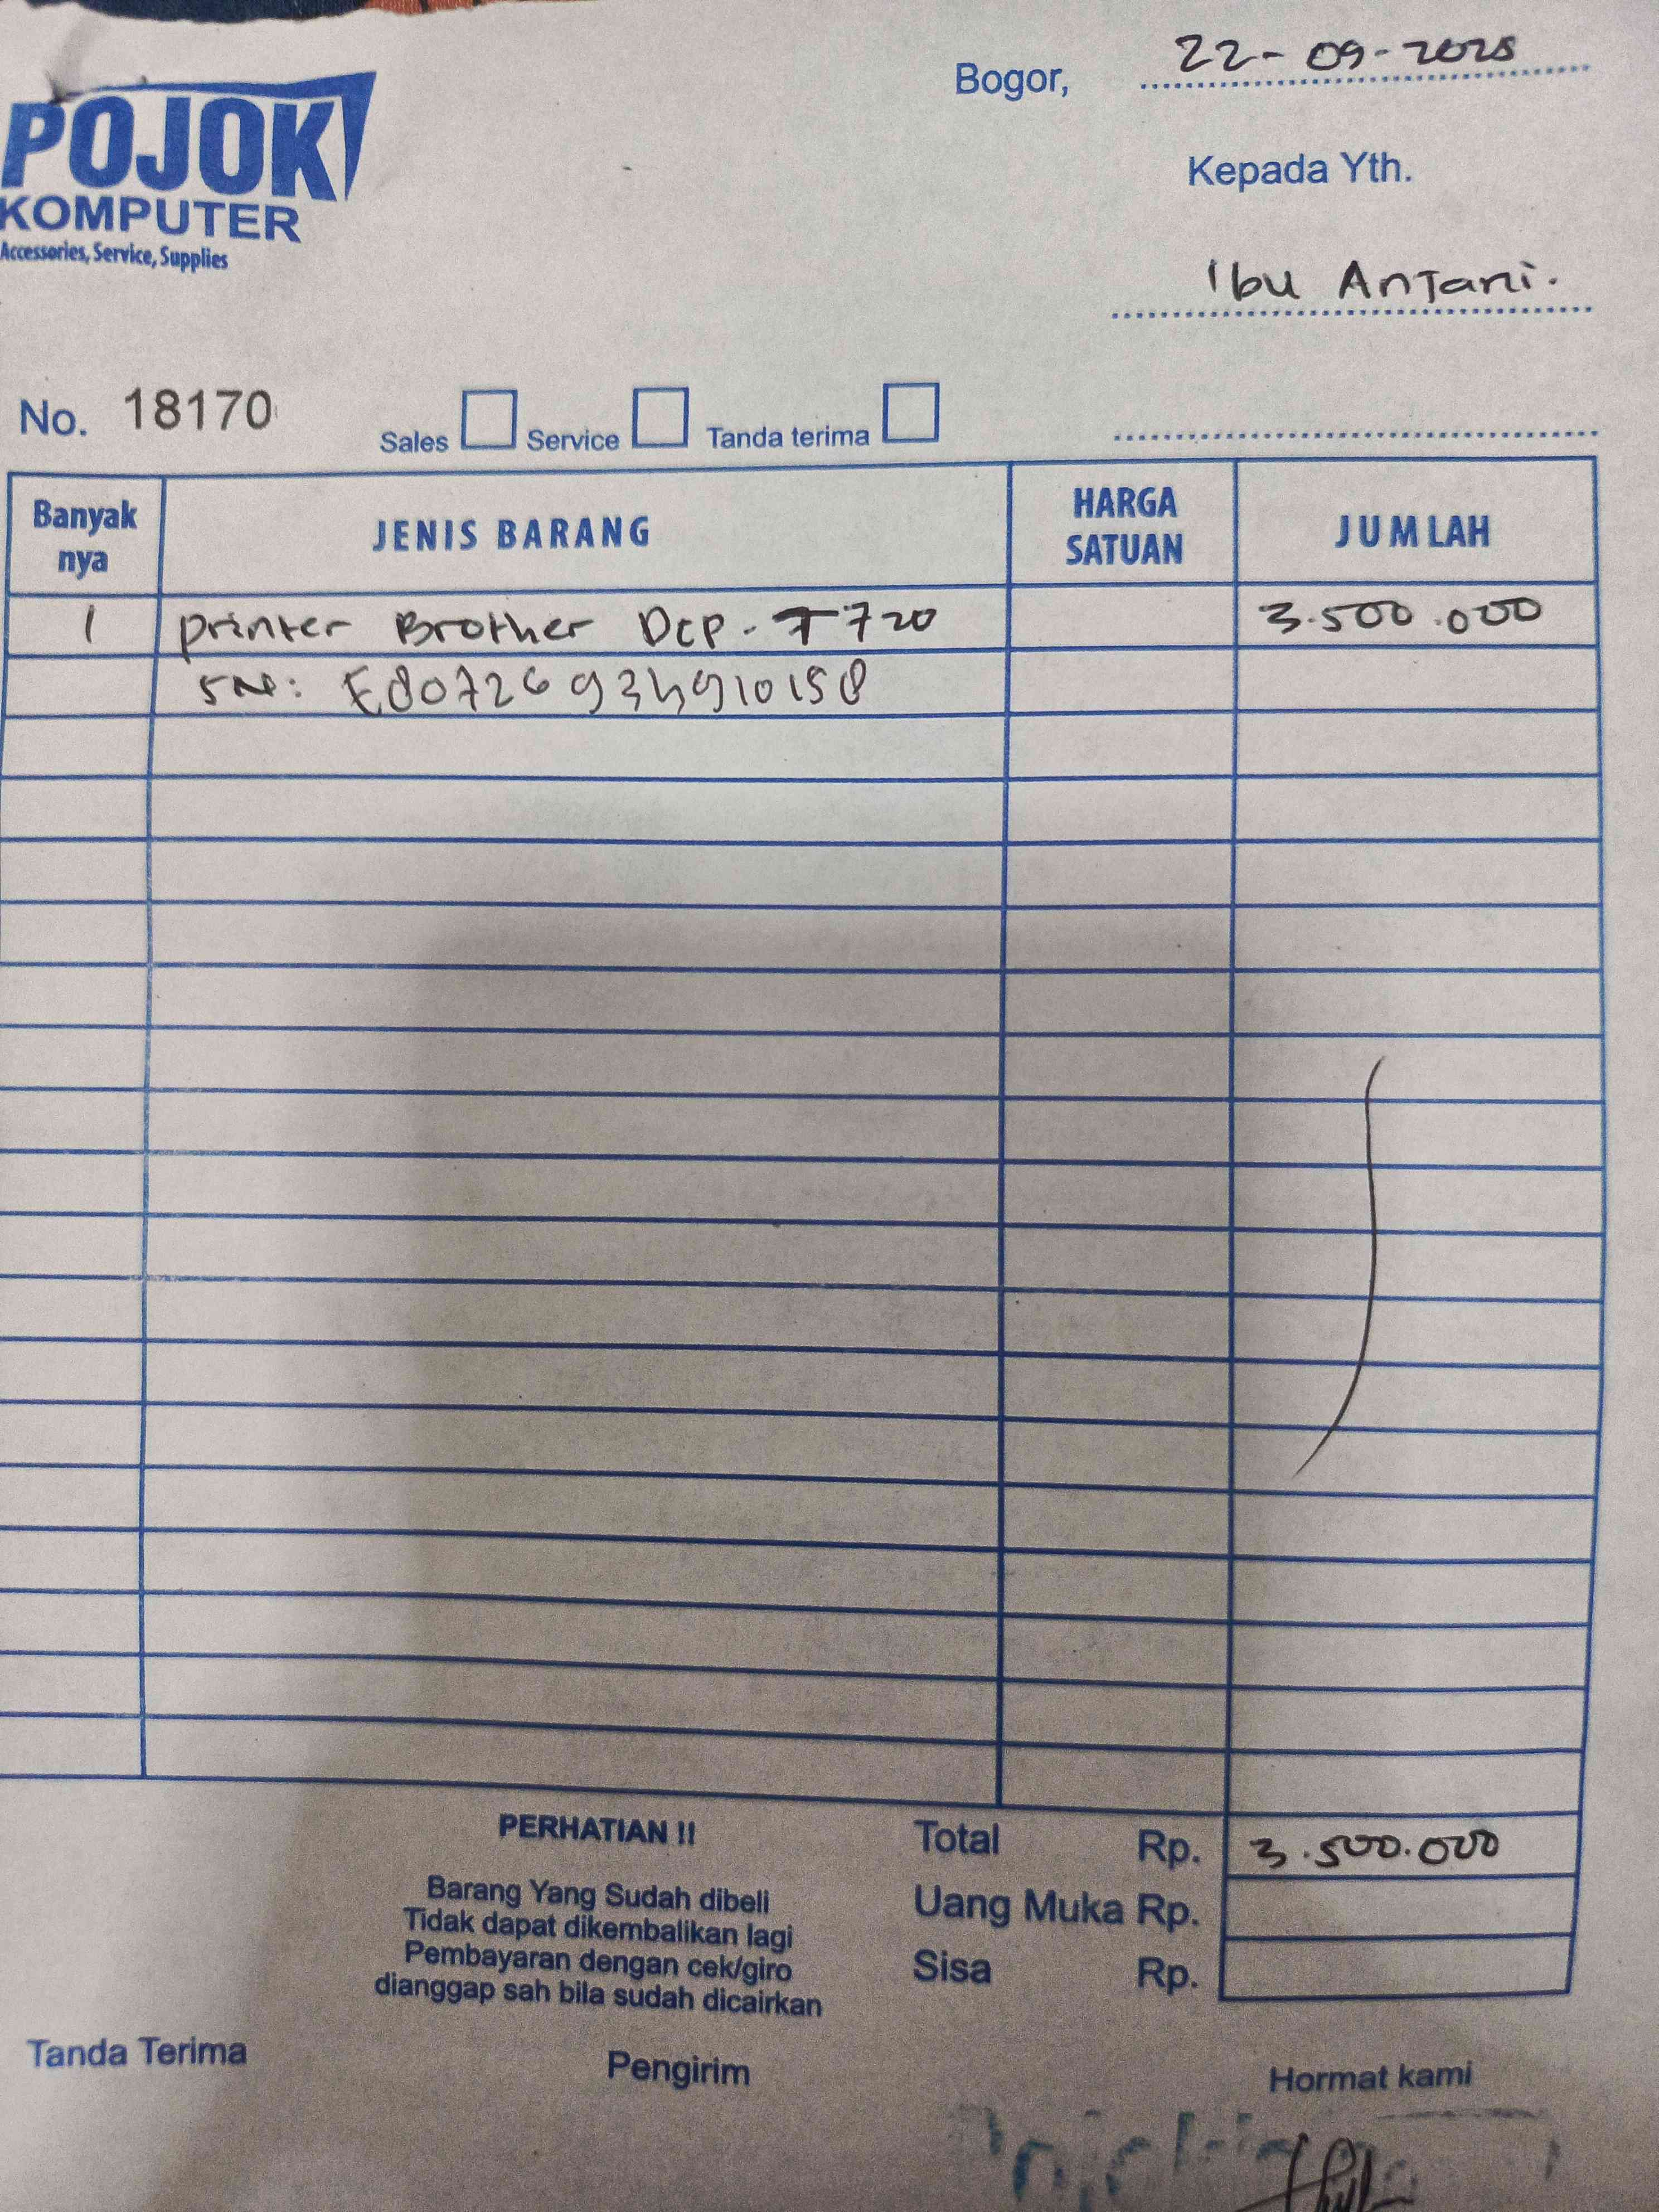 POJOK
KOMPUTER
Accessories, Service, Supplies
Bogor, 22-09-2025
Kepada Yth.
Ibu Anjani.
No. 18170
Sales Service Tanda terima
Banyak nya JENIS BARANG HARGA SATUAN JUMLAH
1 printer Brother Dcp-T720 3.500.000
SN:
PERHATIAN !!
Barang Yang Sudah dibeli
Tidak dapat dikembalikan lagi
Pembayaran dengan cek/giro
dianggap sah bila sudah dicairkan
Total Rp. 3.500.000
Uang Muka Rp.
Sisa Rp.
Tanda Terima Pengirim Hormat kami